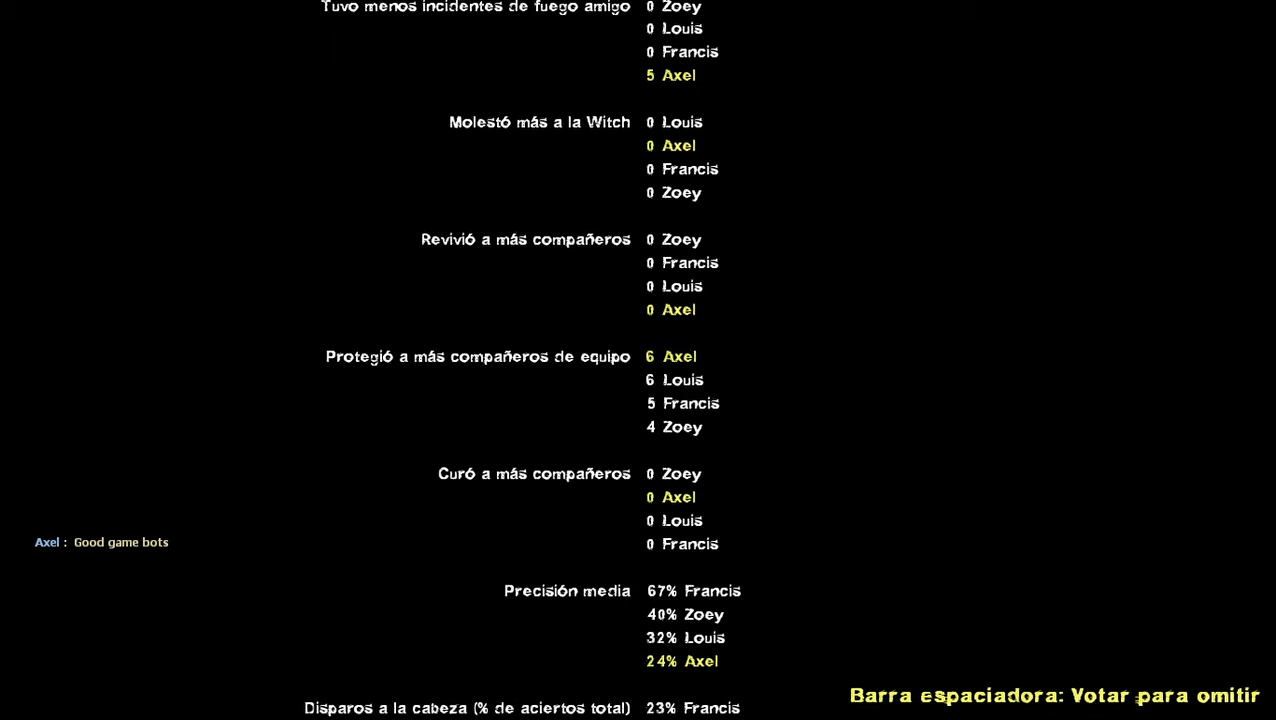 Tuvo menos incidentes de fuego amigo 0 Zoey
0 Louis
0 Francis
5 Axel
Molestó más a la Witch 0 Louis
0 Axel
0 Francis
0 Zoey
Revivió a más compañeros 0 Zoey
0 Francis
0 Louis
0 Axel
Protegió a más compañeros de equipo 6 Axel
6 Louis
5 Francis
4 Zoey
Curó a más compañeros 0 Zoey
0 Axel
0 Louis
0 Francis
Axel : Good game bots
Precisión media 67% Francis
40% Zoey
32% Louis
24% Axel
Barra espaciadora: Votar para omitir
Disparos a la cabeza (% de aciertos total) 23% Francis